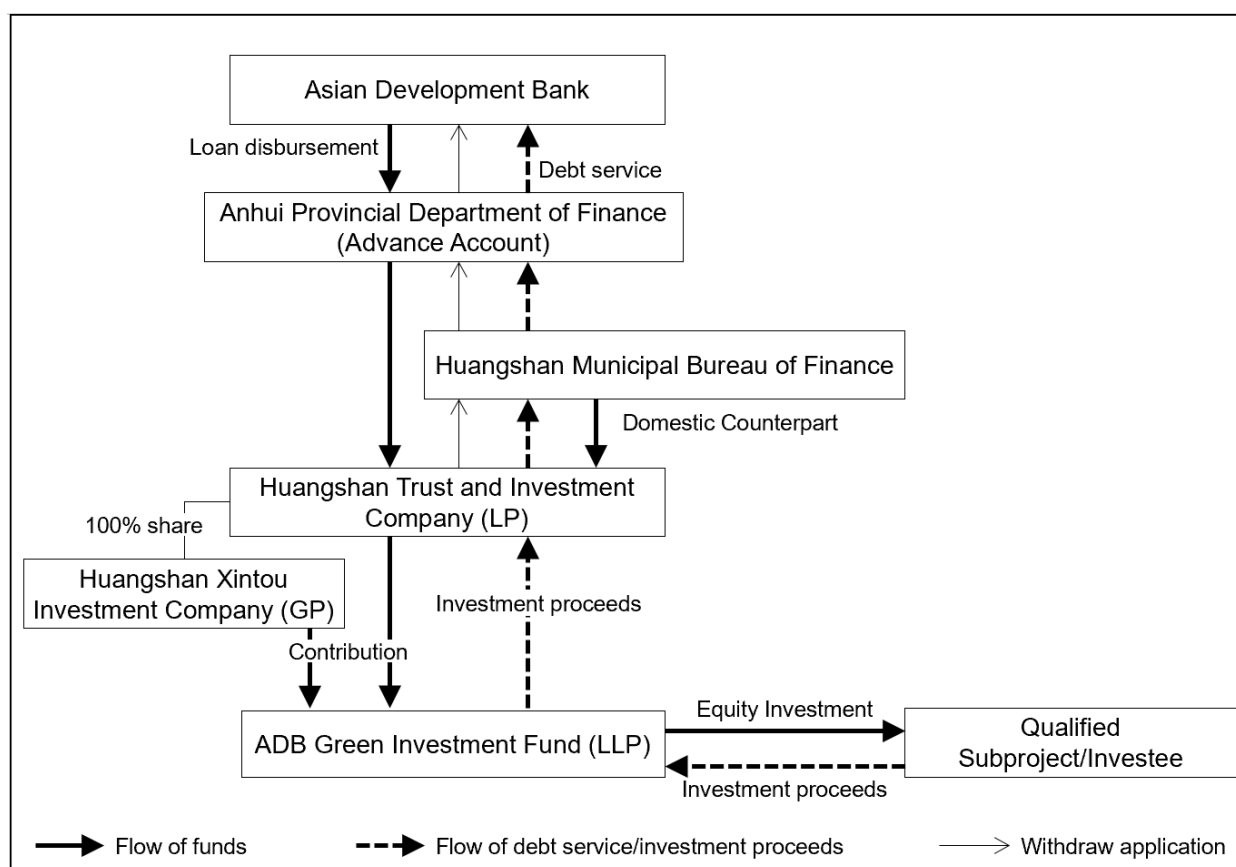 Asian Development Bank
Loan disbursement
Debt service
Anhui Provincial Department of Finance
(Advance Account)
Huangshan Municipal Bureau of Finance
Domestic Counterpart
Huangshan Trust and Investment
Company (LP)
100% share
Huangshan Xintou
Investment Company (GP)
Investment proceeds
Contribution
Equity Investment
ADB Green Investment Fund (LLP)
Qualified
Subproject/Investee
Investment proceeds
Flow of funds
Flow of debt service/investment proceeds
Withdraw application